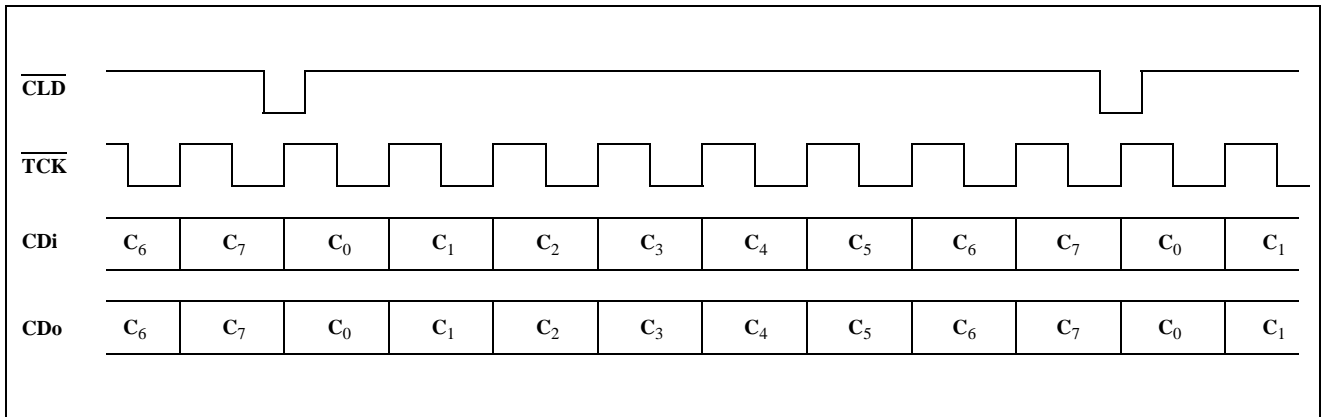 CLD
TCK
CDi C₆ C₇ C₀ C₁ C₂ C₃ C₄ C₅ C₆ C₇ C₀ C₁
CDo C₆ C₇ C₀ C₁ C₂ C₃ C₄ C₅ C₆ C₇ C₀ C₁